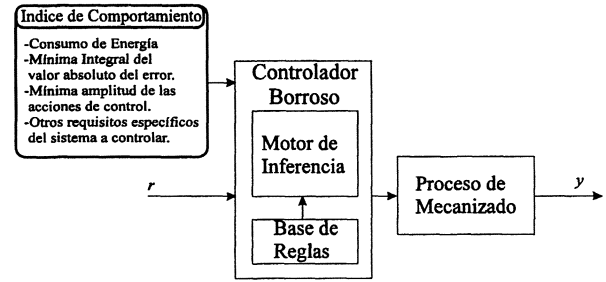 Indice de Comportamiento
-Consumo de Energía
-Mínima Integral del
valor absoluto del error.
-Mínima amplitud de las
acciones de control.
-Otros requisitos específicos
del sistema a controlar.
Controlador
Borroso
Motor de
Inferencia
Base de
Reglas
r
Proceso de
Mecanizado
y